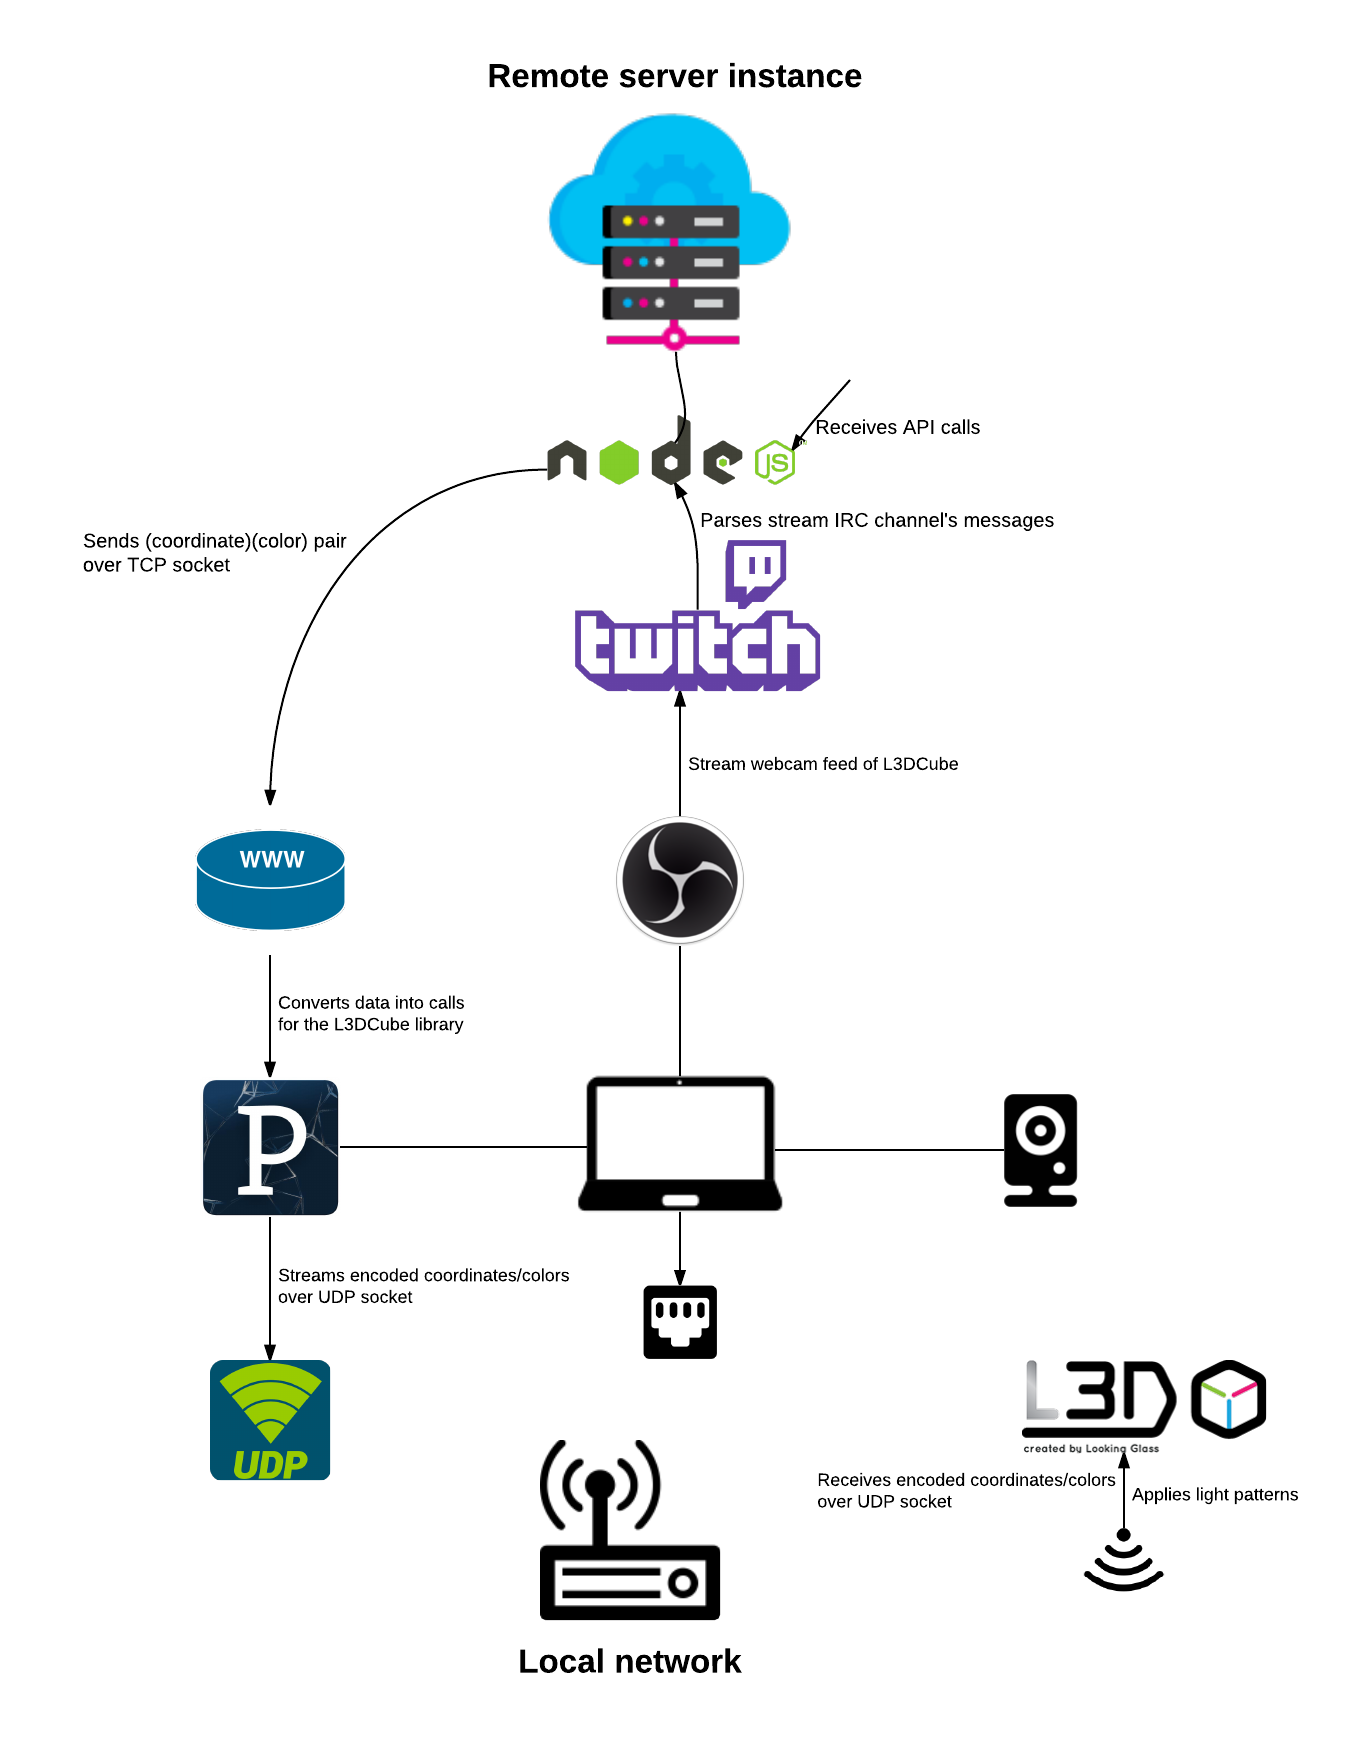 Remote server instance
node
JS
Receives API calls
Parses stream IRC channel's messages
Sends (coordinate)(color) pair
over TCP socket
twitch
Stream webcam feed of L3DCube
WWW
Converts data into calls
for the L3DCube library
P
Streams encoded coordinates/colors
over UDP socket
UDP
L3D
created by Looking Glass
Receives encoded coordinates/colors
over UDP socket
Applies light patterns
Local network